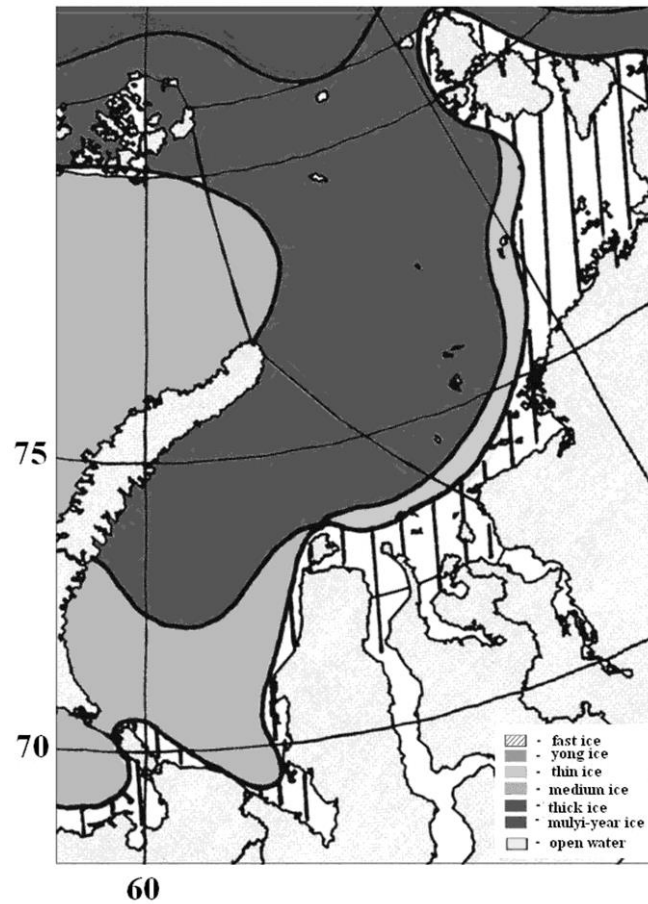 75
70
- fast ice
- yong ice
- thin ice
- medium ice
- thick ice
- mulyi-year ice
- open water
60